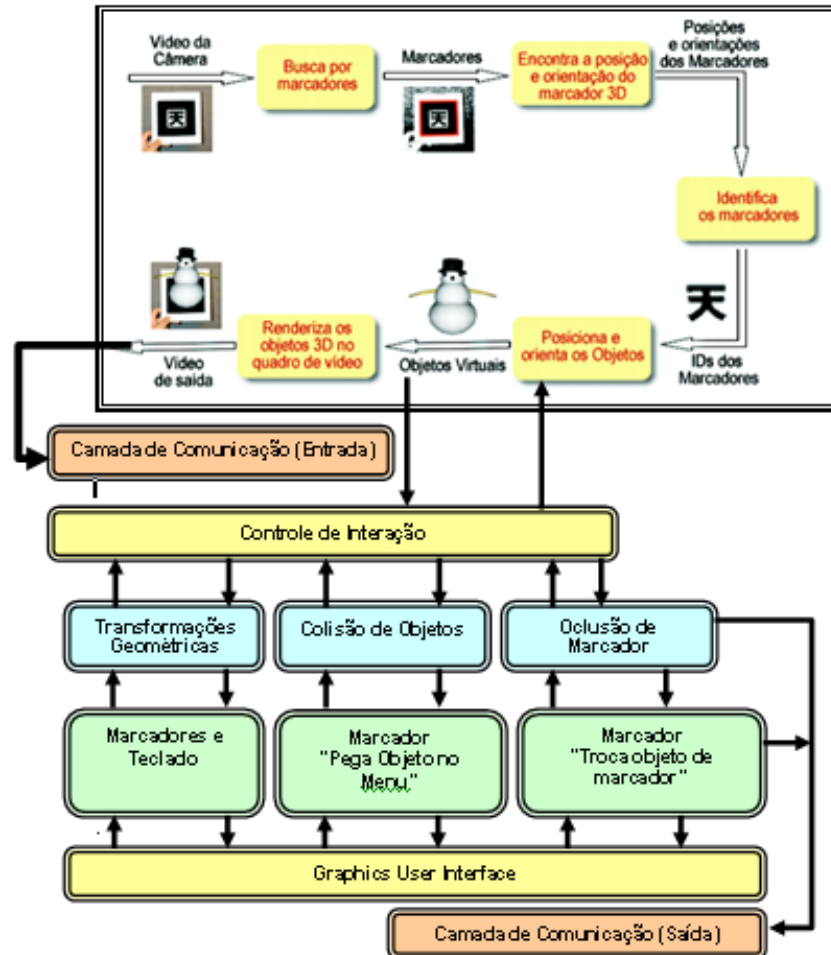 Vídeo da
Câmera
Busca por
marcadores
Marcadores
Encontra a posição
e orientação do
marcador 3D
Posições
e orientações
dos Marcadores
Identifica
os marcadores
天
IDs dos
Marcadores
Posiciona e
orienta os Objetos
Objetos Virtuais
Renderiza os
objetos 3D no
quadro de vídeo
Vídeo
de saída
Camada de Comunicação (Entrada)
Controle de Interação
Transformações
Geométricas
Colisão de Objetos
Oclusão de
Marcador
Marcadores e
Teclado
Marcador
"Pega Objeto no
Menu"
Marcador
"Troca objeto de
marcador"
Graphics User Interface
Camada de Comunicação (Saída)